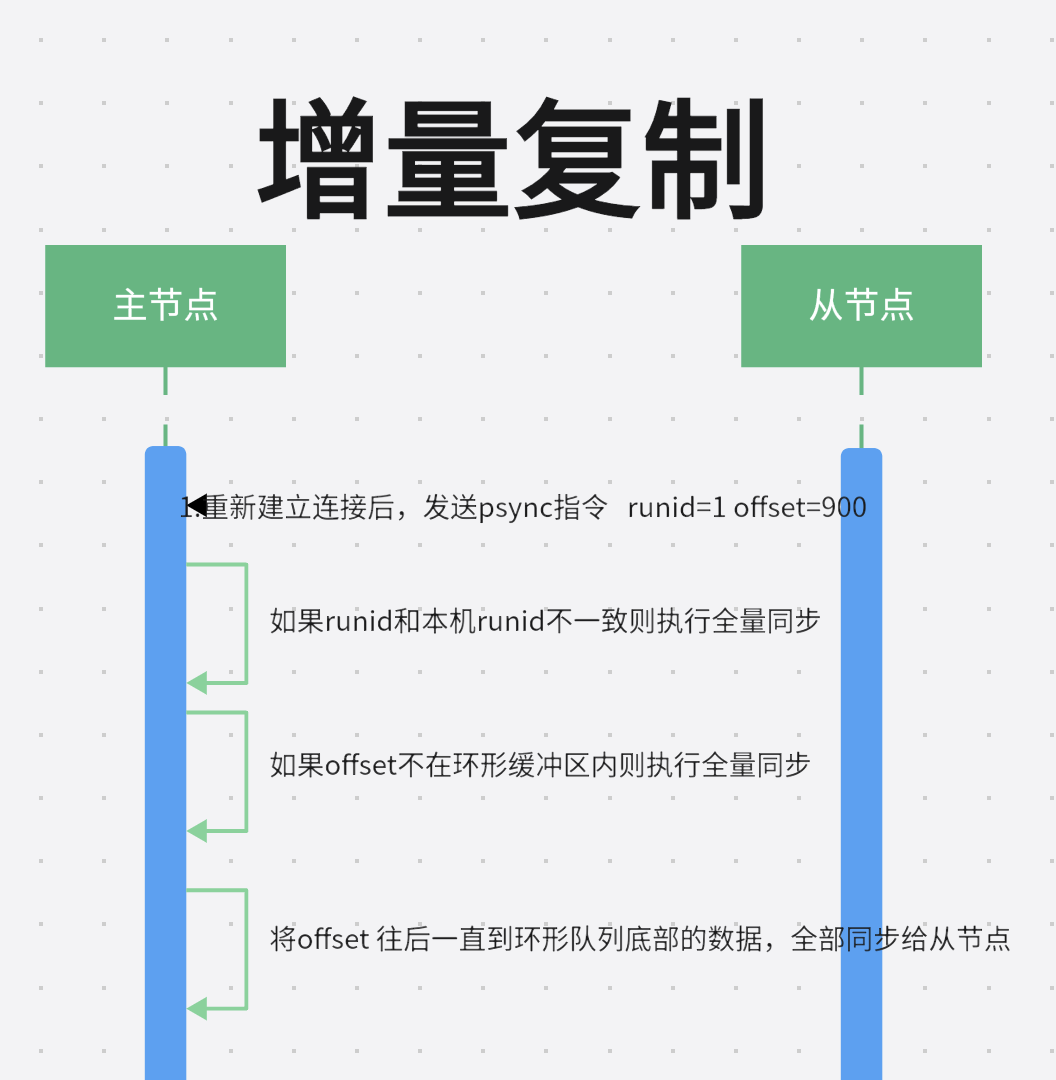 增量复制
主节点
从节点
1.重新建立连接后，发送psync指令 runid=1 offset=900
如果runid和本机runid不一致则执行全量同步
如果offset不在环形缓冲区内则执行全量同步
将offset 往后一直到环形队列底部的数据，全部同步给从节点